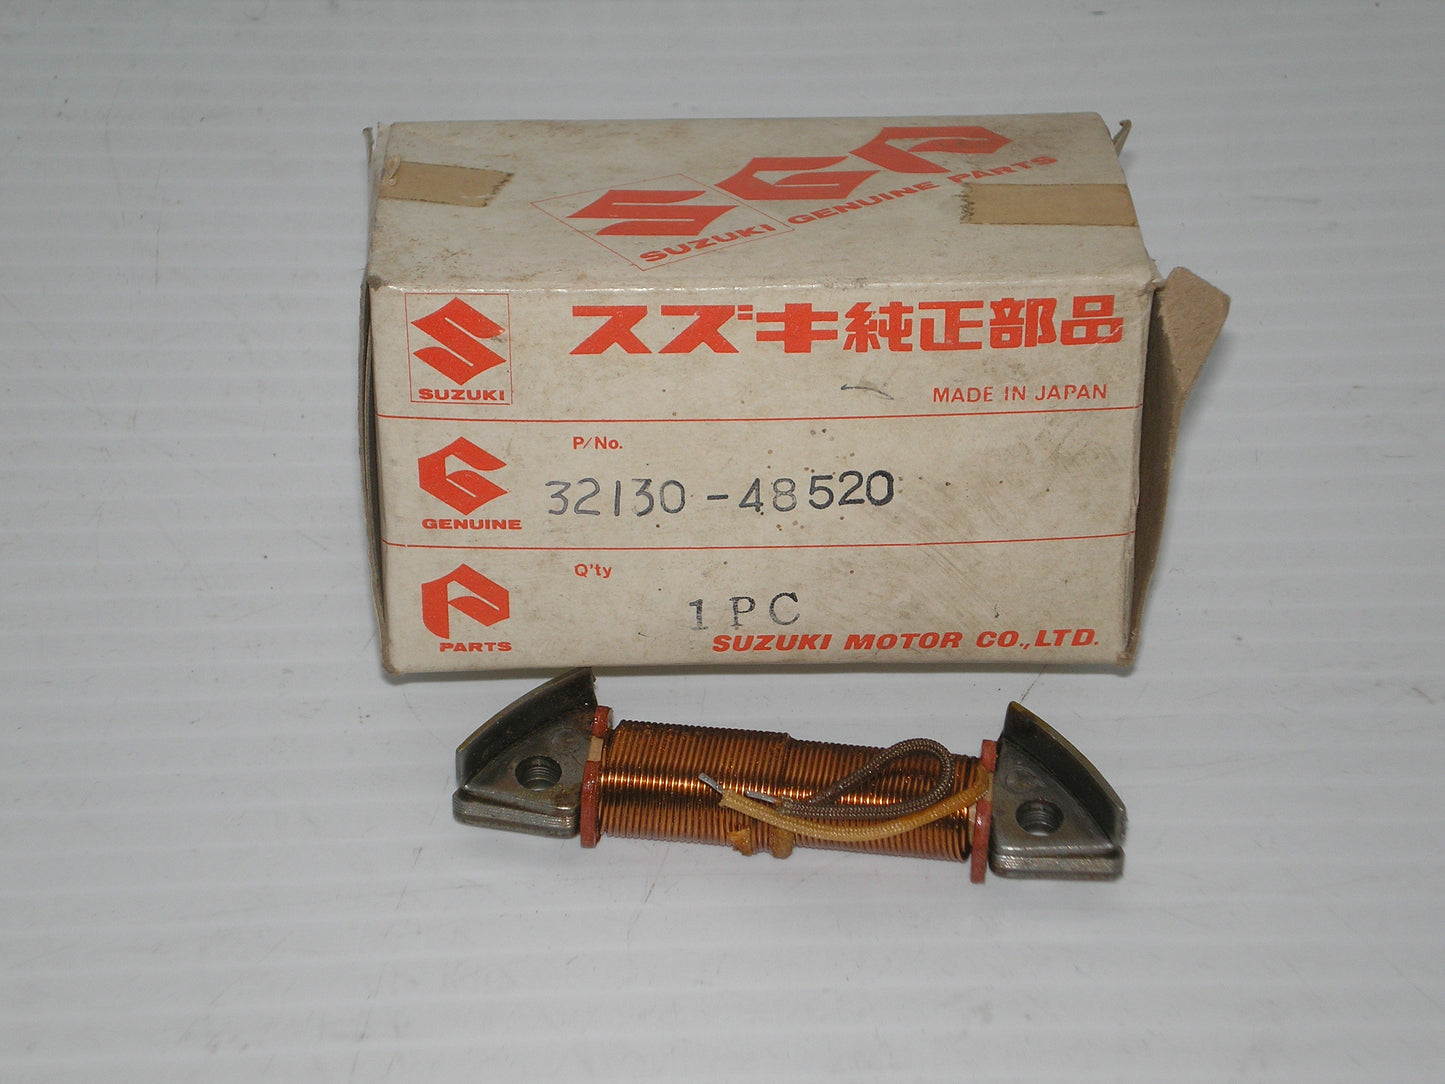 SGP
SUZUKI GENUINE PARTS
スズキ純正部品
SUZUKI
MADE IN JAPAN
P/No.
32130-48520
G
GENUINE
Q'ty
1PC
P
PARTS
SUZUKI MOTOR CO.,LTD.